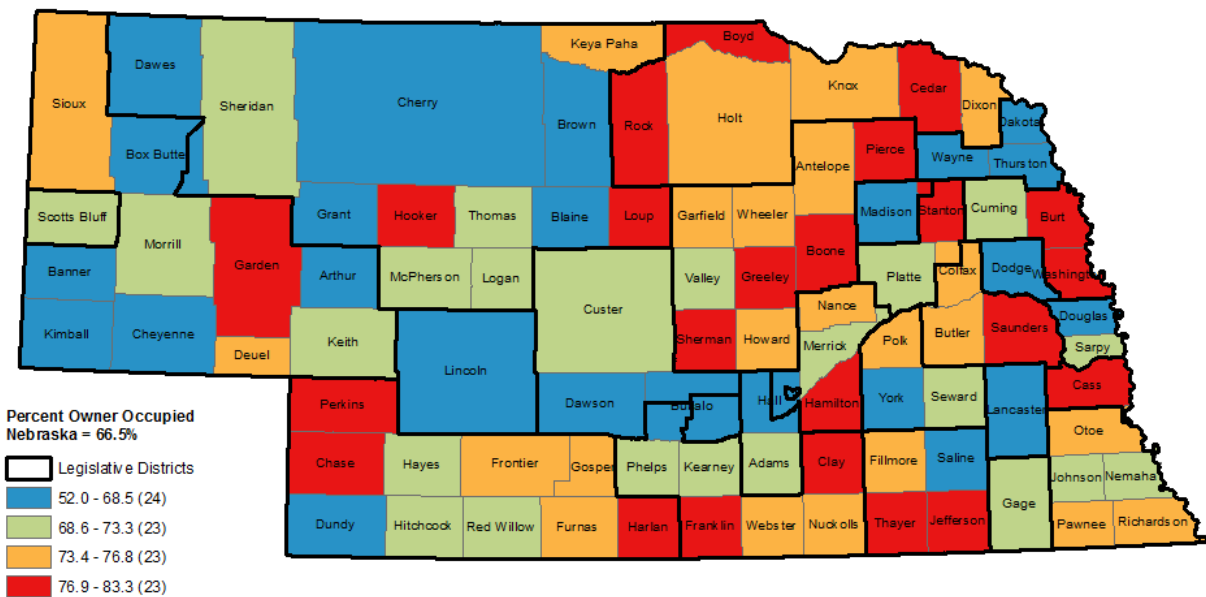 Keya Paha
Boyd
Dawes
Knox
Cedar
Sioux
Cherry
Dixon
Sheridan
Holt
Dakota
Brown
Rock
Box Butte
Pierce
Wayne
Thurston
Antelope
Scotts Bluff
Grant
Hooker
Thomas
Blaine
Loup
Garfield
Wheeler
Madison
Stanton
Cuming
Burt
Morrill
Boone
Banner
Garden
Arthur
McPherson
Logan
Valley
Greeley
Platte
Colfax
Dodge
Washington
Custer
Nance
Kimball
Cheyenne
Douglas
Deuel
Keith
Sherman
Howard
Merrick
Polk
Butler
Saunders
Sarpy
Lincoln
Perkins
Dawson
Buffalo
Hall
Hamilton
York
Seward
Lancaster
Cass
Otoe
Chase
Hayes
Frontier
Gosper
Phelps
Kearney
Adams
Clay
Fillmore
Saline
Johnson
Nemaha
Gage
Dundy
Hitchcock
Red Willow
Furnas
Harlan
Franklin
Webster
Nuckolls
Thayer
Jefferson
Pawnee
Richardson
Percent Owner Occupied
Nebraska = 66.5%
Legislative Districts
52.0 - 68.5 (24)
68.6 - 73.3 (23)
73.4 - 76.8 (23)
76.9 - 83.3 (23)